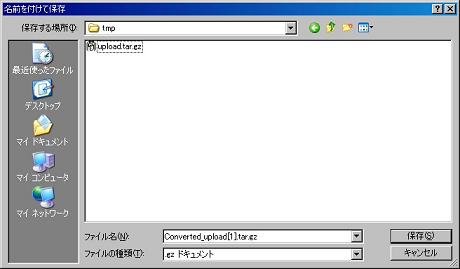 名前を付けて保存
保存する場所(I):
tmp
upload.tar.gz
最近使ったファイル
デスクトップ
マイ ドキュメント
マイ コンピュータ
マイ ネットワーク
ファイル名(N):
Converted_upload[1].tar.gz
保存(S)
ファイルの種類(T):
.gz ドキュメント
キャンセル